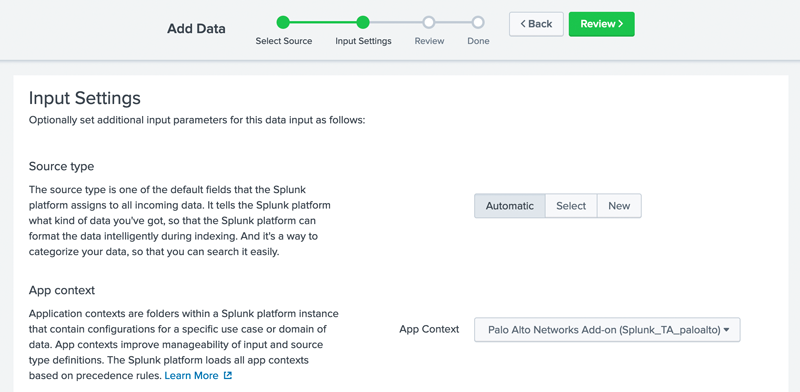 Add Data
Select Source
Input Settings
Review
Done
< Back
Review >
Input Settings
Optionally set additional input parameters for this data input as follows:
Source type
The source type is one of the default fields that the Splunk
platform assigns to all incoming data. It tells the Splunk platform
what kind of data you've got, so that the Splunk platform can
format the data intelligently during indexing. And it's a way to
categorize your data, so that you can search it easily.
Automatic
Select
New
App context
Application contexts are folders within a Splunk platform instance
that contain configurations for a specific use case or domain of
data. App contexts improve manageability of input and source
type definitions. The Splunk platform loads all app contexts
based on precedence rules. Learn More
App Context
Palo Alto Networks Add-on (Splunk_TA_paloalto)